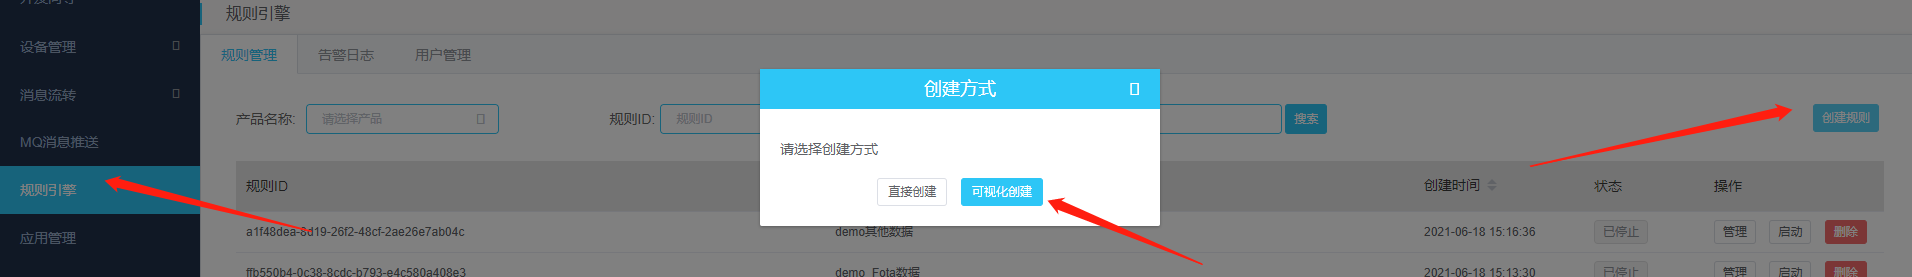 规则引擎
设备管理
消息流转
MQ消息推送
规则引擎
应用管理
规则管理 告警日志 用户管理
产品名称: 请选择产品 规则ID: 规则ID 搜索 创建规则
创建方式
请选择创建方式
直接创建 可视化创建
规则ID 创建时间 状态 操作
a1f48dea-8d19-26f2-48cf-2ae26e7ab04c demo其他数据 2021-06-18 15:16:36 已停止 管理 启动 删除
ffb550b4-0c38-8cdc-b793-e4c580a408e3 demo_Fota数据 2021-06-18 15:13:30 已停止 管理 启动 删除